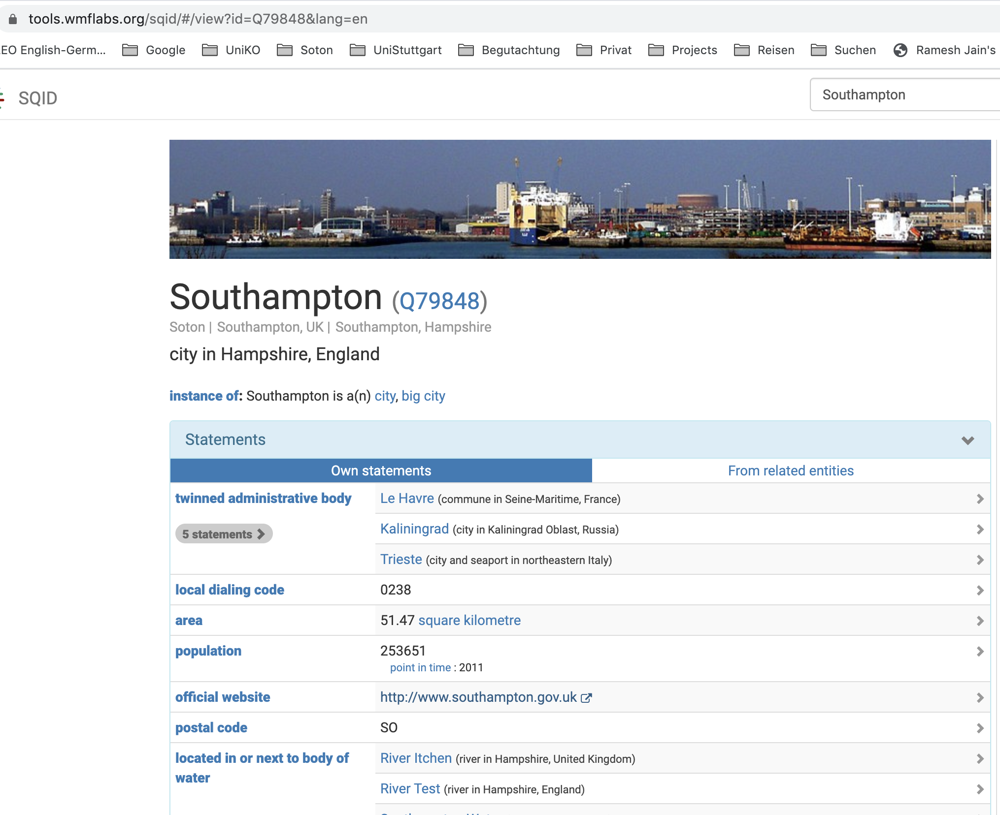 tools.wmflabs.org/sqid/#/view?id=Q79848&lang=en
EO English-Germ... Google UniKO Soton UniStuttgart Begutachtung Privat Projects Reisen Suchen Ramesh Jain's
SQID Southampton
Southampton (Q79848)
Soton | Southampton, UK | Southampton, Hampshire
city in Hampshire, England
instance of: Southampton is a(n) city, big city
Statements
Own statements From related entities
twinned administrative body Le Havre (commune in Seine-Maritime, France)
5 statements Kaliningrad (city in Kaliningrad Oblast, Russia)
Trieste (city and seaport in northeastern Italy)
local dialing code 0238
area 51.47 square kilometre
population 253651
point in time : 2011
official website http://www.southampton.gov.uk
postal code SO
located in or next to body of River Itchen (river in Hampshire, United Kingdom)
water
River Test (river in Hampshire, England)